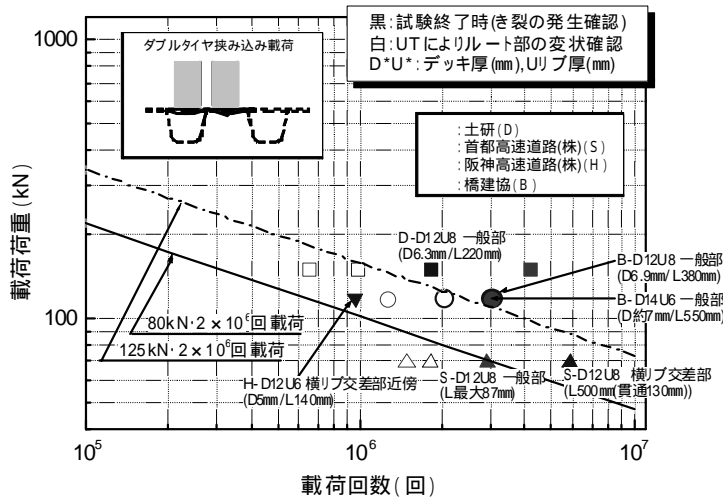 黒:試験終了時(き裂の発生確認)
白:UTによりルート部の変状確認
D*U*:デッキ厚(mm),Uリブ厚(mm)
ダブルタイヤ挟み込み載荷
:土研(D)
:首都高速道路(株)(S)
:阪神高速道路(株)(H)
:橋建協(B)
1000
100
載荷荷重(kN)
D-D12U8 一般部
(D6.3mm/L220mm)
B-D12U8 一般部
(D6.9mm/L380mm)
B-D14U6 一般部
(D約7mm/L550mm)
80kN・2×10⁶回載荷
125kN・2×10⁶回載荷
H-D12U6 横リブ交差部近傍
(D5mm/L140mm)
S-D12U8 一般部
(L最大87mm)
S-D12U8 横リブ交差部
(L500mm(貫通130mm))
10⁵
10⁶
10⁷
載荷回数(回)